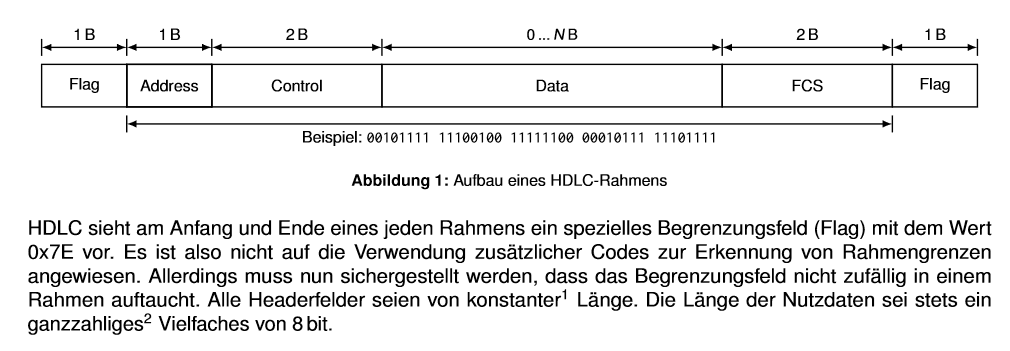 1 B 1 B 2 B 0 ... N B 2 B 1 B
Flag Address Control Data FCS Flag
Beispiel: 00101111 11100100 11111100 00010111 11101111
Abbildung 1: Aufbau eines HDLC-Rahmens
HDLC sieht am Anfang und Ende eines jeden Rahmens ein spezielles Begrenzungsfeld (Flag) mit dem Wert
0x7E vor. Es ist also nicht auf die Verwendung zusätzlicher Codes zur Erkennung von Rahmengrenzen
angewiesen. Allerdings muss nun sichergestellt werden, dass das Begrenzungsfeld nicht zufällig in einem
Rahmen auftaucht. Alle Headerfelder seien von konstanter¹ Länge. Die Länge der Nutzdaten sei stets ein
ganzzahliges² Vielfaches von 8 bit.